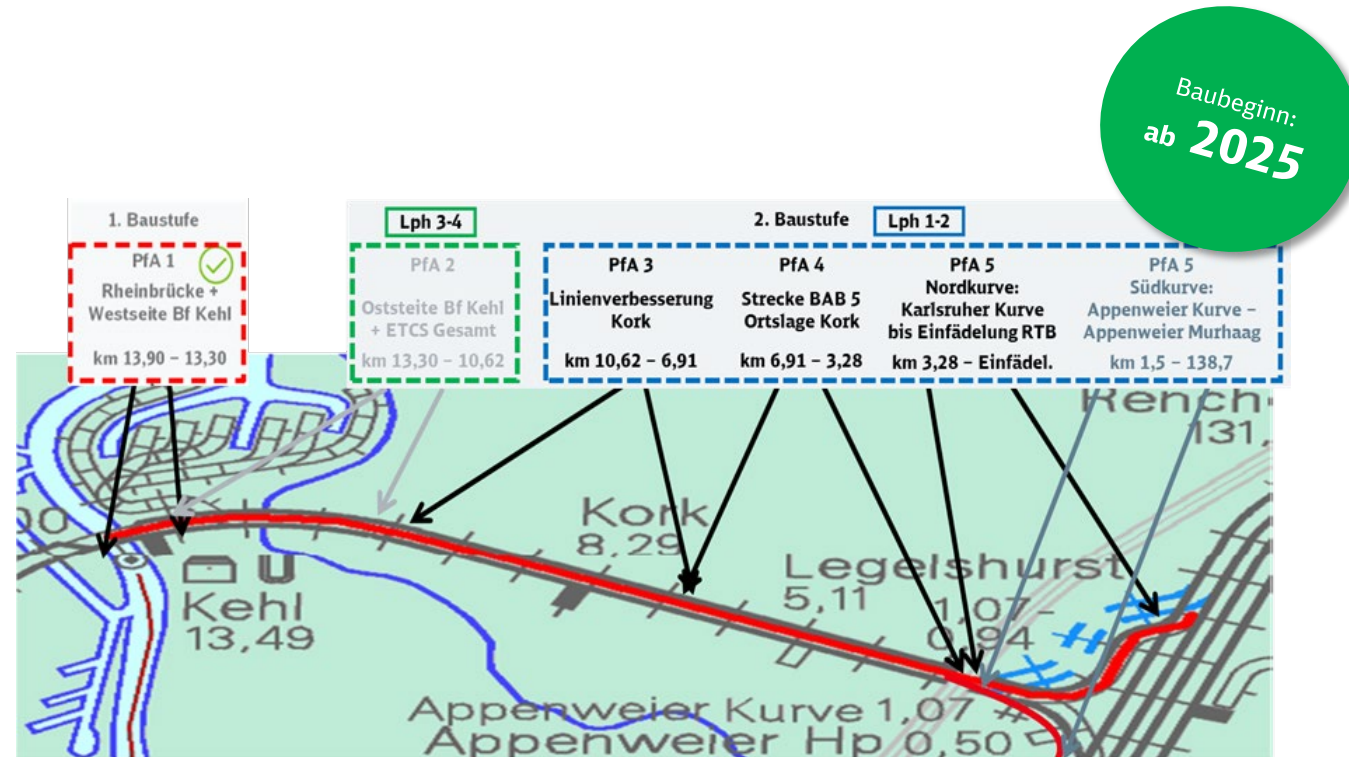 Baubeginn:
ab 2025
1. Baustufe
PfA 1
Rheinbrücke +
Westseite Bf Kehl
km 13,90 – 13,30
Lph 3-4
PfA 2
Oststeite Bf Kehl
+ ETCS Gesamt
km 13,30 – 10,62
2. Baustufe
Lph 1-2
PfA 3
Linienverbesserung
Kork
km 10,62 – 6,91
PfA 4
Strecke BAB 5
Ortslage Kork
km 6,91 – 3,28
PfA 5
Nordkurve:
Karlsruher Kurve
bis Einfädelung RTB
km 3,28 – Einfädel.
PfA 5
Südkurve:
Appenweier Kurve –
Appenweier Murhaag
km 1,5 – 138,7
Rench-
131,
00
Kork
8,29
Kehl
13,49
Legelshurst
5,11
1,07-
0,94
Appenweier Kurve 1,07
Appenweier Hp 0,50